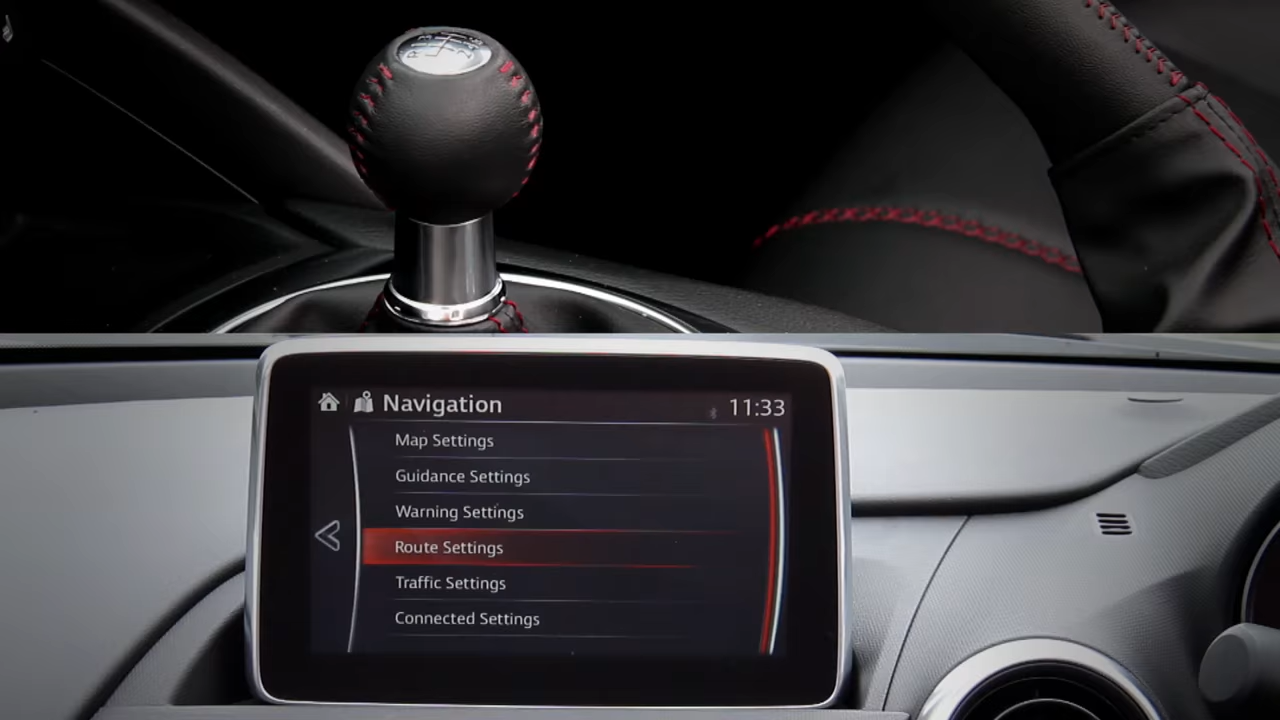 Navigation 11:33
Map Settings
Guidance Settings
Warning Settings
Route Settings
Traffic Settings
Connected Settings